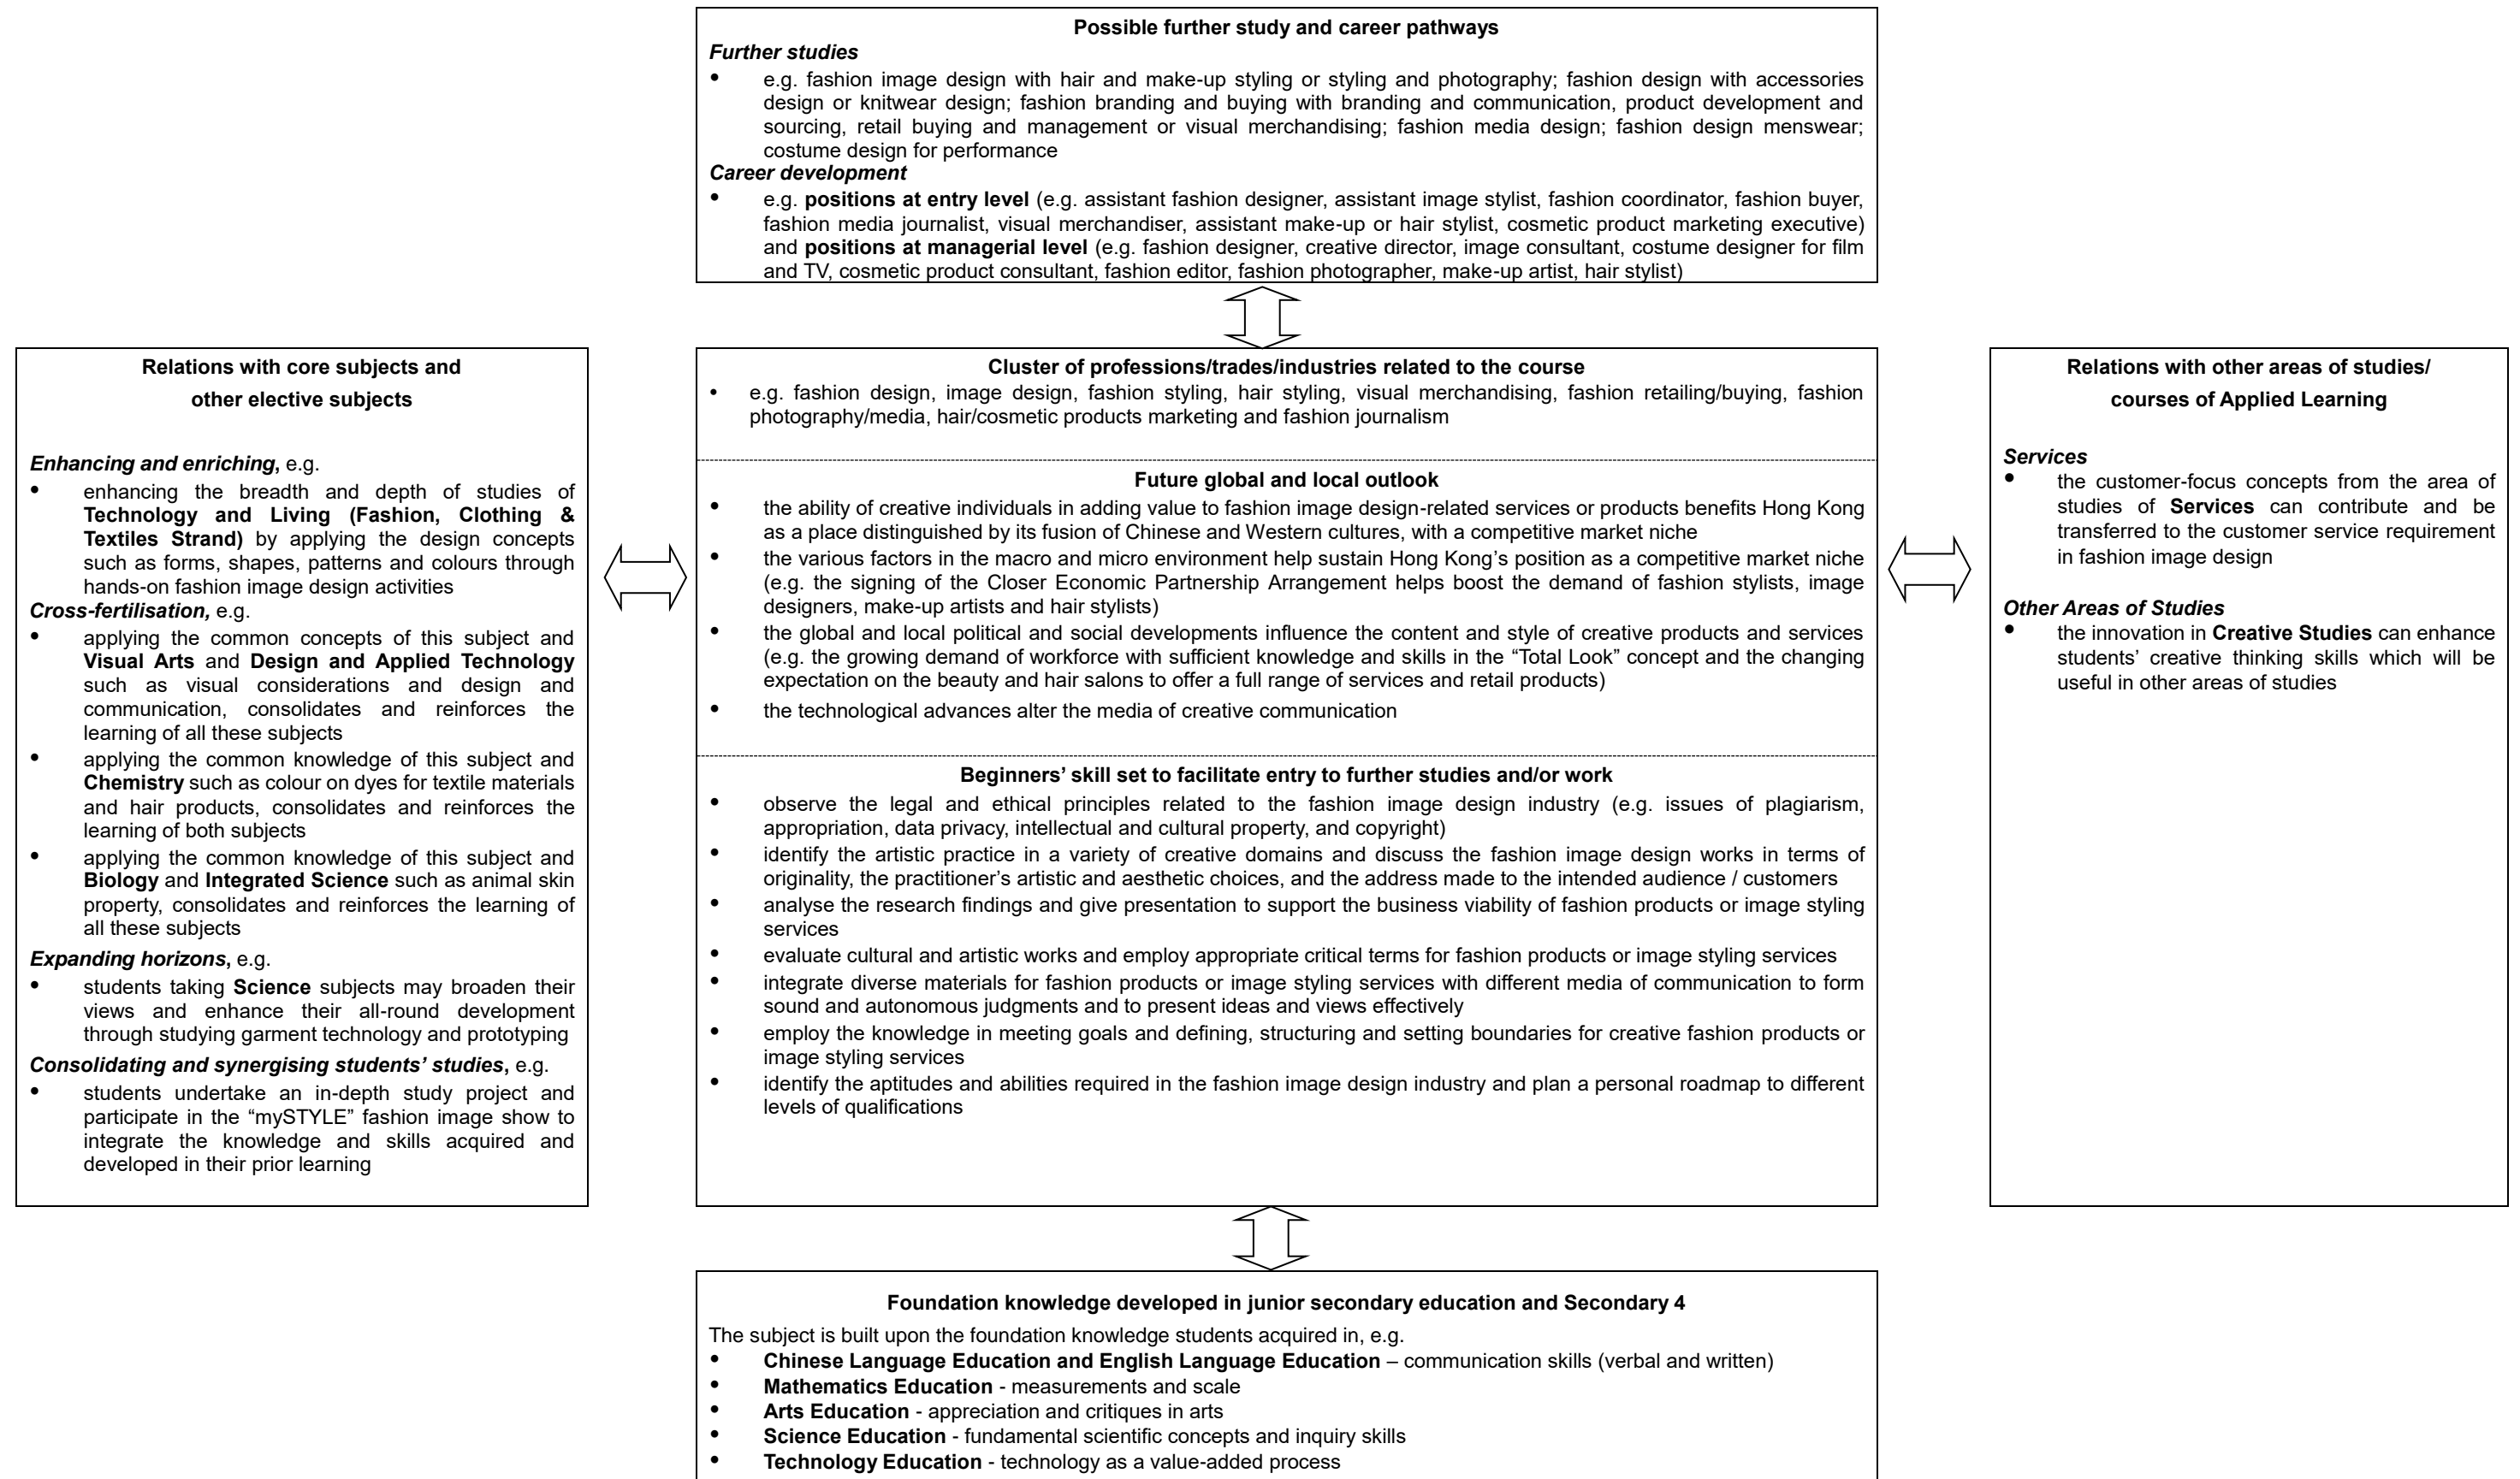 Possible further study and career pathways
Further studies
• e.g. fashion image design with hair and make-up styling or styling and photography; fashion design with accessories
design or knitwear design; fashion branding and buying with branding and communication, product development and
sourcing, retail buying and management or visual merchandising; fashion media design; fashion design menswear;
costume design for performance
Career development
• e.g. positions at entry level (e.g. assistant fashion designer, assistant image stylist, fashion coordinator, fashion buyer,
fashion media journalist, visual merchandiser, assistant make-up or hair stylist, cosmetic product marketing executive)
and positions at managerial level (e.g. fashion designer, creative director, image consultant, costume designer for film
and TV, cosmetic product consultant, fashion editor, fashion photographer, make-up artist, hair stylist)
Relations with core subjects and
other elective subjects
Enhancing and enriching, e.g.
• enhancing the breadth and depth of studies of
Technology and Living (Fashion, Clothing &
Textiles Strand) by applying the design concepts
such as forms, shapes, patterns and colours through
hands-on fashion image design activities
Cross-fertilisation, e.g.
• applying the common concepts of this subject and
Visual Arts and Design and Applied Technology
such as visual considerations and design and
communication, consolidates and reinforces the
learning of all these subjects
• applying the common knowledge of this subject and
Chemistry such as colour on dyes for textile materials
and hair products, consolidates and reinforces the
learning of both subjects
• applying the common knowledge of this subject and
Biology and Integrated Science such as animal skin
property, consolidates and reinforces the learning of
all these subjects
Expanding horizons, e.g.
• students taking Science subjects may broaden their
views and enhance their all-round development
through studying garment technology and prototyping
Consolidating and synergising students' studies, e.g.
• students undertake an in-depth study project and
participate in the “mySTYLE” fashion image show to
integrate the knowledge and skills acquired and
developed in their prior learning
Cluster of professions/trades/industries related to the course
• e.g. fashion design, image design, fashion styling, hair styling, visual merchandising, fashion retailing/buying, fashion
photography/media, hair/cosmetic products marketing and fashion journalism
Future global and local outlook
• the ability of creative individuals in adding value to fashion image design-related services or products benefits Hong Kong
as a place distinguished by its fusion of Chinese and Western cultures, with a competitive market niche
• the various factors in the macro and micro environment help sustain Hong Kong’s position as a competitive market niche
(e.g. the signing of the Closer Economic Partnership Arrangement helps boost the demand of fashion stylists, image
designers, make-up artists and hair stylists)
• the global and local political and social developments influence the content and style of creative products and services
(e.g. the growing demand of workforce with sufficient knowledge and skills in the “Total Look” concept and the changing
expectation on the beauty and hair salons to offer a full range of services and retail products)
• the technological advances alter the media of creative communication
Beginners’ skill set to facilitate entry to further studies and/or work
• observe the legal and ethical principles related to the fashion image design industry (e.g. issues of plagiarism,
appropriation, data privacy, intellectual and cultural property, and copyright)
• identify the artistic practice in a variety of creative domains and discuss the fashion image design works in terms of
originality, the practitioner’s artistic and aesthetic choices, and the address made to the intended audience / customers
• analyse the research findings and give presentation to support the business viability of fashion products or image styling
services
• evaluate cultural and artistic works and employ appropriate critical terms for fashion products or image styling services
• integrate diverse materials for fashion products or image styling services with different media of communication to form
sound and autonomous judgments and to present ideas and views effectively
• employ the knowledge in meeting goals and defining, structuring and setting boundaries for creative fashion products or
image styling services
• identify the aptitudes and abilities required in the fashion image design industry and plan a personal roadmap to different
levels of qualifications
Relations with other areas of studies/
courses of Applied Learning
Services
• the customer-focus concepts from the area of
studies of Services can contribute and be
transferred to the customer service requirement
in fashion image design
Other Areas of Studies
• the innovation in Creative Studies can enhance
students’ creative thinking skills which will be
useful in other areas of studies
Foundation knowledge developed in junior secondary education and Secondary 4
The subject is built upon the foundation knowledge students acquired in, e.g.
• Chinese Language Education and English Language Education – communication skills (verbal and written)
• Mathematics Education - measurements and scale
• Arts Education - appreciation and critiques in arts
• Science Education - fundamental scientific concepts and inquiry skills
• Technology Education - technology as a value-added process